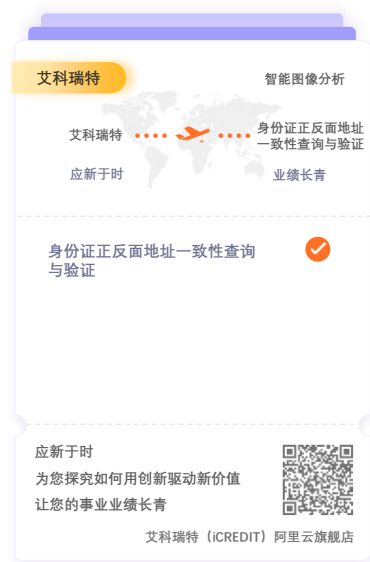 艾科瑞特
智能图像分析
艾科瑞特
身份证正反面地址
一致性查询与验证
应新于时
业绩长青
身份证正反面地址一致性查询
与验证
应新于时
为您探究如何用创新驱动新价值
让您的事业业绩长青
艾科瑞特（iCREDIT）阿里云旗舰店